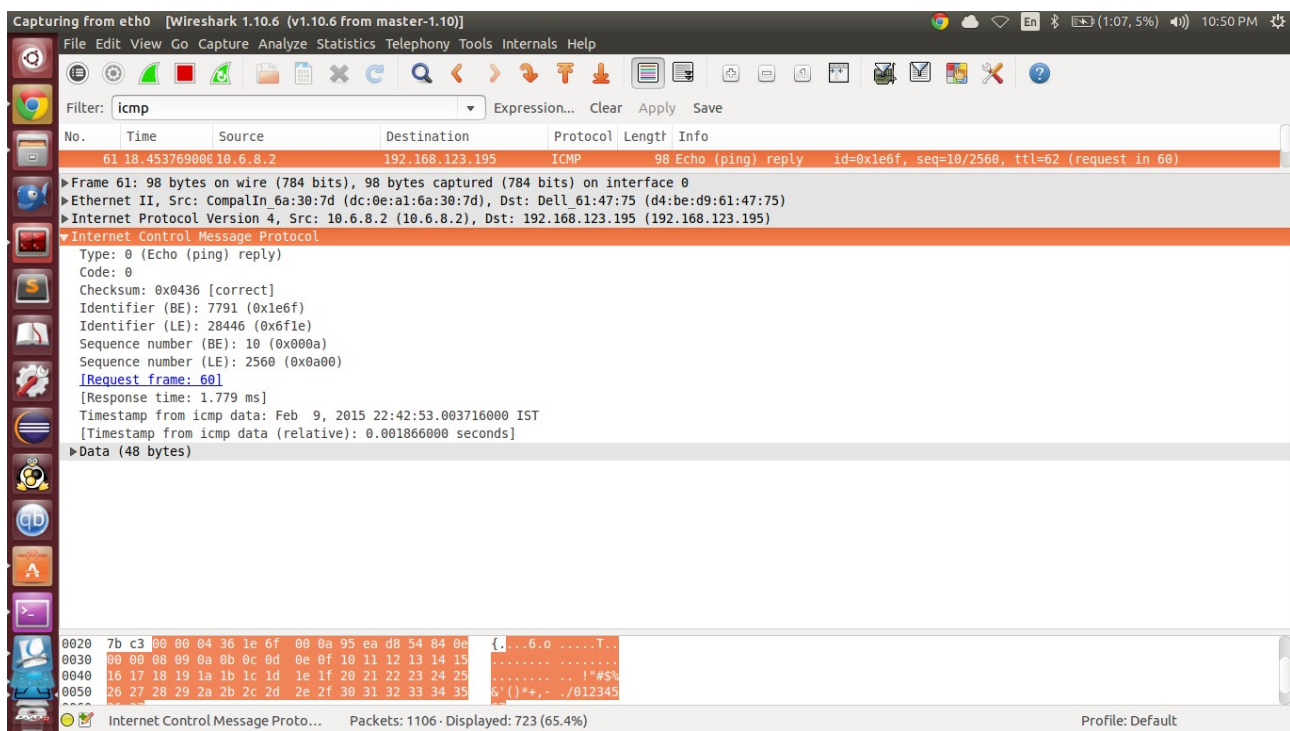 Capturing from eth0 [Wireshark 1.10.6 (v1.10.6 from master-1.10)] En (1:07, 5%) 10:50 PM
File Edit View Go Capture Analyze Statistics Telephony Tools Internals Help
Filter: icmp Expression... Clear Apply Save
No. Time Source Destination Protocol Length Info
61 18.453769000 10.6.8.2 192.168.123.195 ICMP 98 Echo (ping) reply id=0x1e6f, seq=10/2560, ttl=62 (request in 60)
Frame 61: 98 bytes on wire (784 bits), 98 bytes captured (784 bits) on interface 0
Ethernet II, Src: CompalIn_6a:30:7d (dc:0e:a1:6a:30:7d), Dst: Dell_61:47:75 (d4:be:d9:61:47:75)
Internet Protocol Version 4, Src: 10.6.8.2 (10.6.8.2), Dst: 192.168.123.195 (192.168.123.195)
Internet Control Message Protocol
Type: 0 (Echo (ping) reply)
Code: 0
Checksum: 0x0436 [correct]
Identifier (BE): 7791 (0x1e6f)
Identifier (LE): 28446 (0x6f1e)
Sequence number (BE): 10 (0x000a)
Sequence number (LE): 2560 (0x0a00)
[Request frame: 60]
[Response time: 1.779 ms]
Timestamp from icmp data: Feb 9, 2015 22:42:53.003716000 IST
[Timestamp from icmp data (relative): 0.001866000 seconds]
Data (48 bytes)
0020 7b c3 00 00 04 36 1e 6f 00 0a 95 ea d8 54 84 0e {....6.o .....T..
0030 00 00 08 09 0a 0b 0c 0d 0e 0f 10 11 12 13 14 15 ........ ........
0040 16 17 18 19 1a 1b 1c 1d 1e 1f 20 21 22 23 24 25 ........ .. !"#$%
0050 26 27 28 29 2a 2b 2c 2d 2e 2f 30 31 32 33 34 35 &'()*+,- ./012345
Internet Control Message Proto... Packets: 1106 · Displayed: 723 (65.4%) Profile: Default